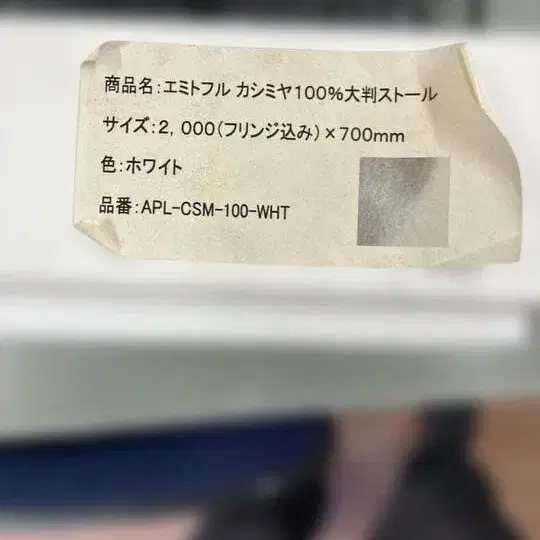 商品名:エミトフル カシミヤ100%大判ストール
サイズ:2,000(フリンジ込み)×700mm
色:ホワイト
品番:APL-CSM-100-WHT